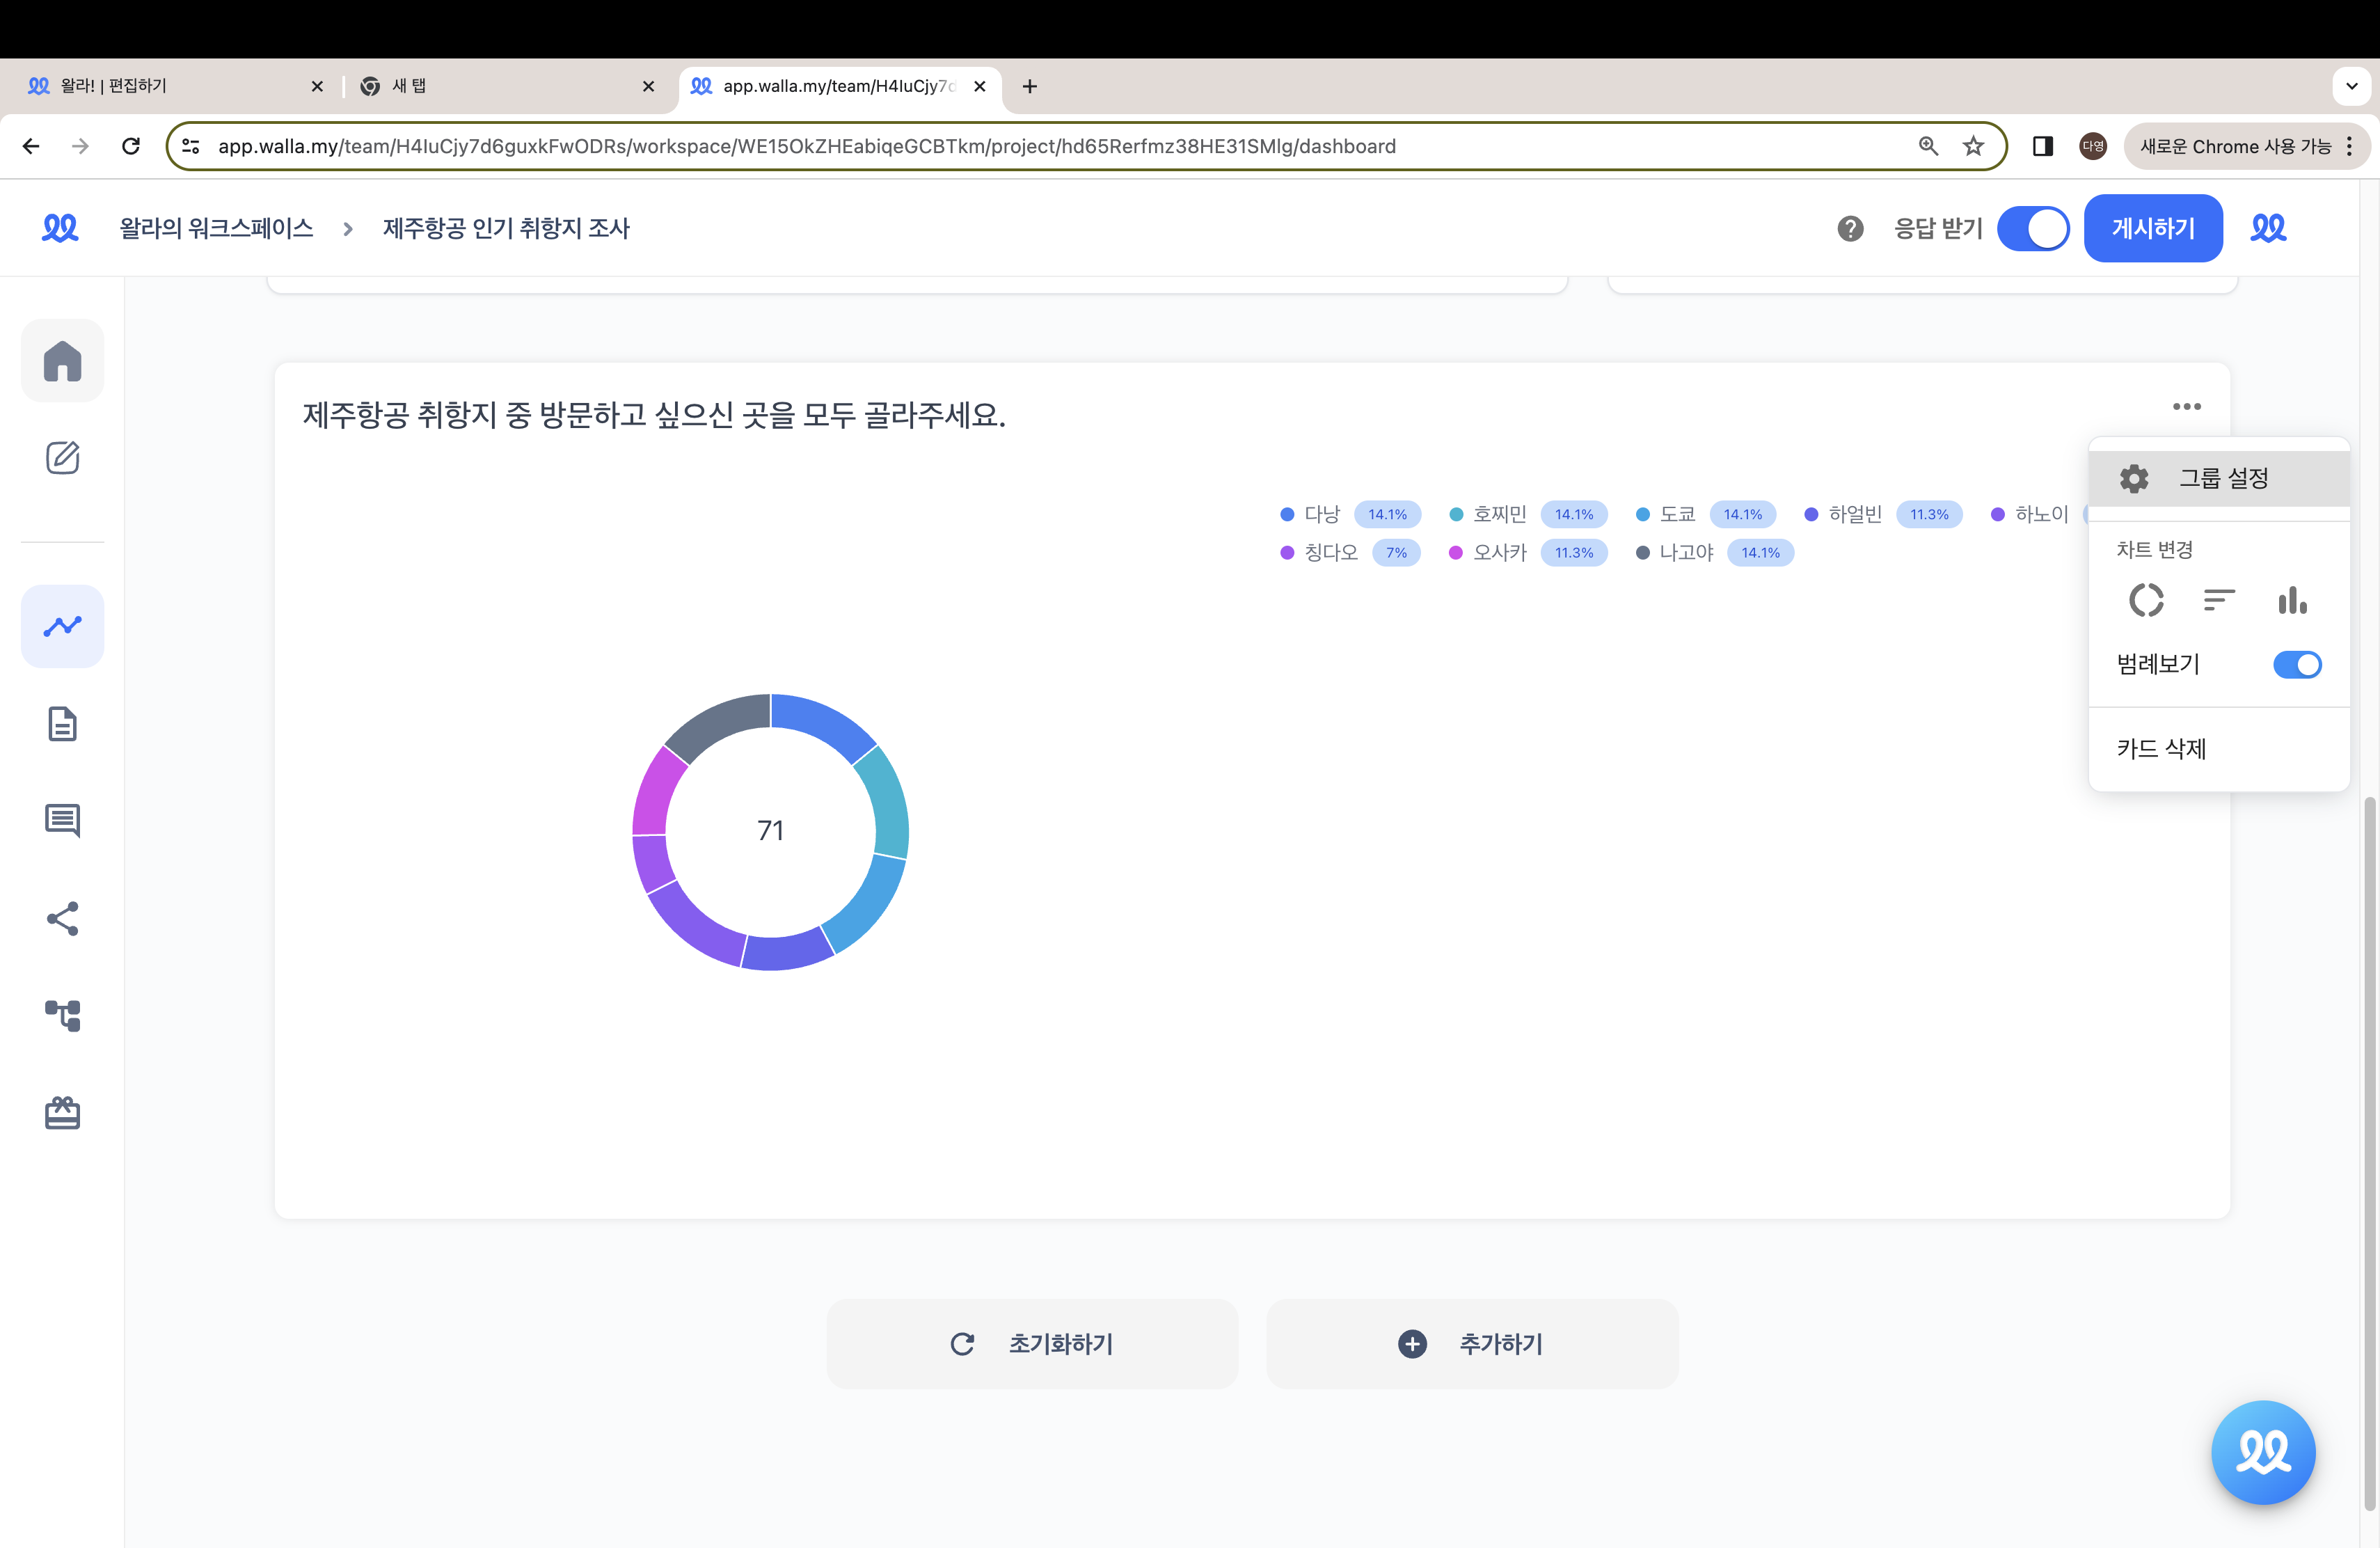 왈라! | 편집하기
새 탭
app.walla.my/team/H4IuCjy7d
app.walla.my/team/H4IuCjy7d6guxkFwODRs/workspace/WE15OkZHEabiqeGCBTkm/project/hd65Rerfmz38HE31SMlg/dashboard
다영
새로운 Chrome 사용 가능
왈라의 워크스페이스 > 제주항공 인기 취항지 조사
응답 받기
게시하기
제주항공 취항지 중 방문하고 싶으신 곳을 모두 골라주세요.
그룹 설정
다낭 14.1% 호찌민 14.1% 도쿄 14.1% 하얼빈 11.3% 하노이
칭다오 7% 오사카 11.3% 나고야 14.1%
차트 변경
범례보기
카드 삭제
71
초기화하기
추가하기